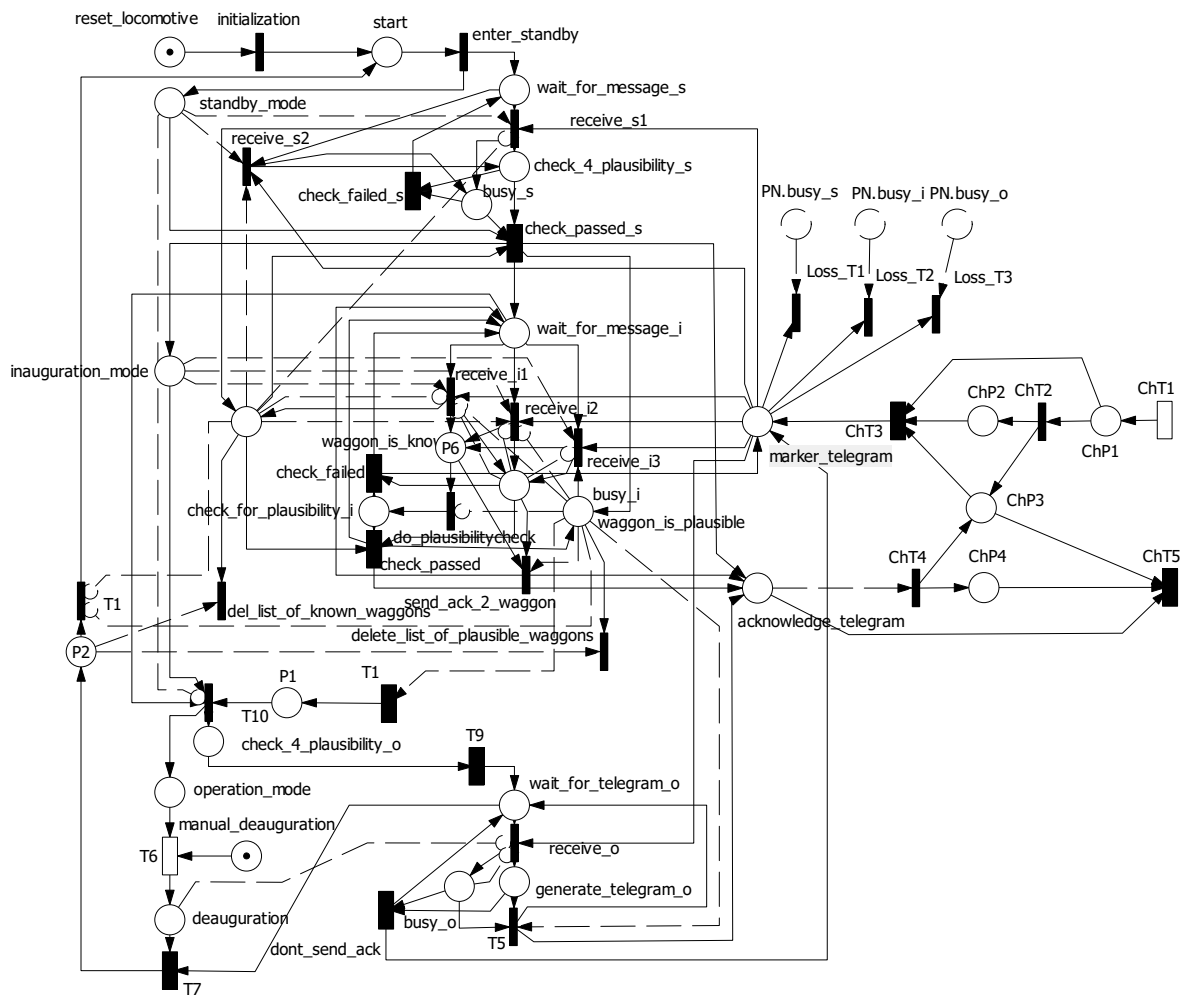 reset_locomotive
initialization
start
enter_standby
wait_for_message_s
standby_mode
receive_s1
receive_s2
check_4_plausibility_s
check_failed_s
busy_s
PN.busy_s
PN.busy_i
PN.busy_o
check_passed_s
Loss_T1
Loss_T2
Loss_T3
wait_for_message_i
inauguration_mode
receive_i1
ChP2
ChT2
ChT1
receive_i2
ChT3
ChP1
waggon_is_know
P6
marker_telegram
receive_i3
check_failed
busy_i
ChP3
check_for_plausibility_i
waggon_is_plausible
do_plausibilitycheck
check_passed
ChT4
ChP4
ChT5
T1
send_ack_2_waggon
del_list_of_known_waggons
acknowledge_telegram
delete_list_of_plausible_waggons
P2
P1
T1
T10
check_4_plausibility_o
T9
wait_for_telegram_o
operation_mode
manual_deauguration
T6
receive_o
generate_telegram_o
deauguration
busy_o
T5
dont_send_ack
T7